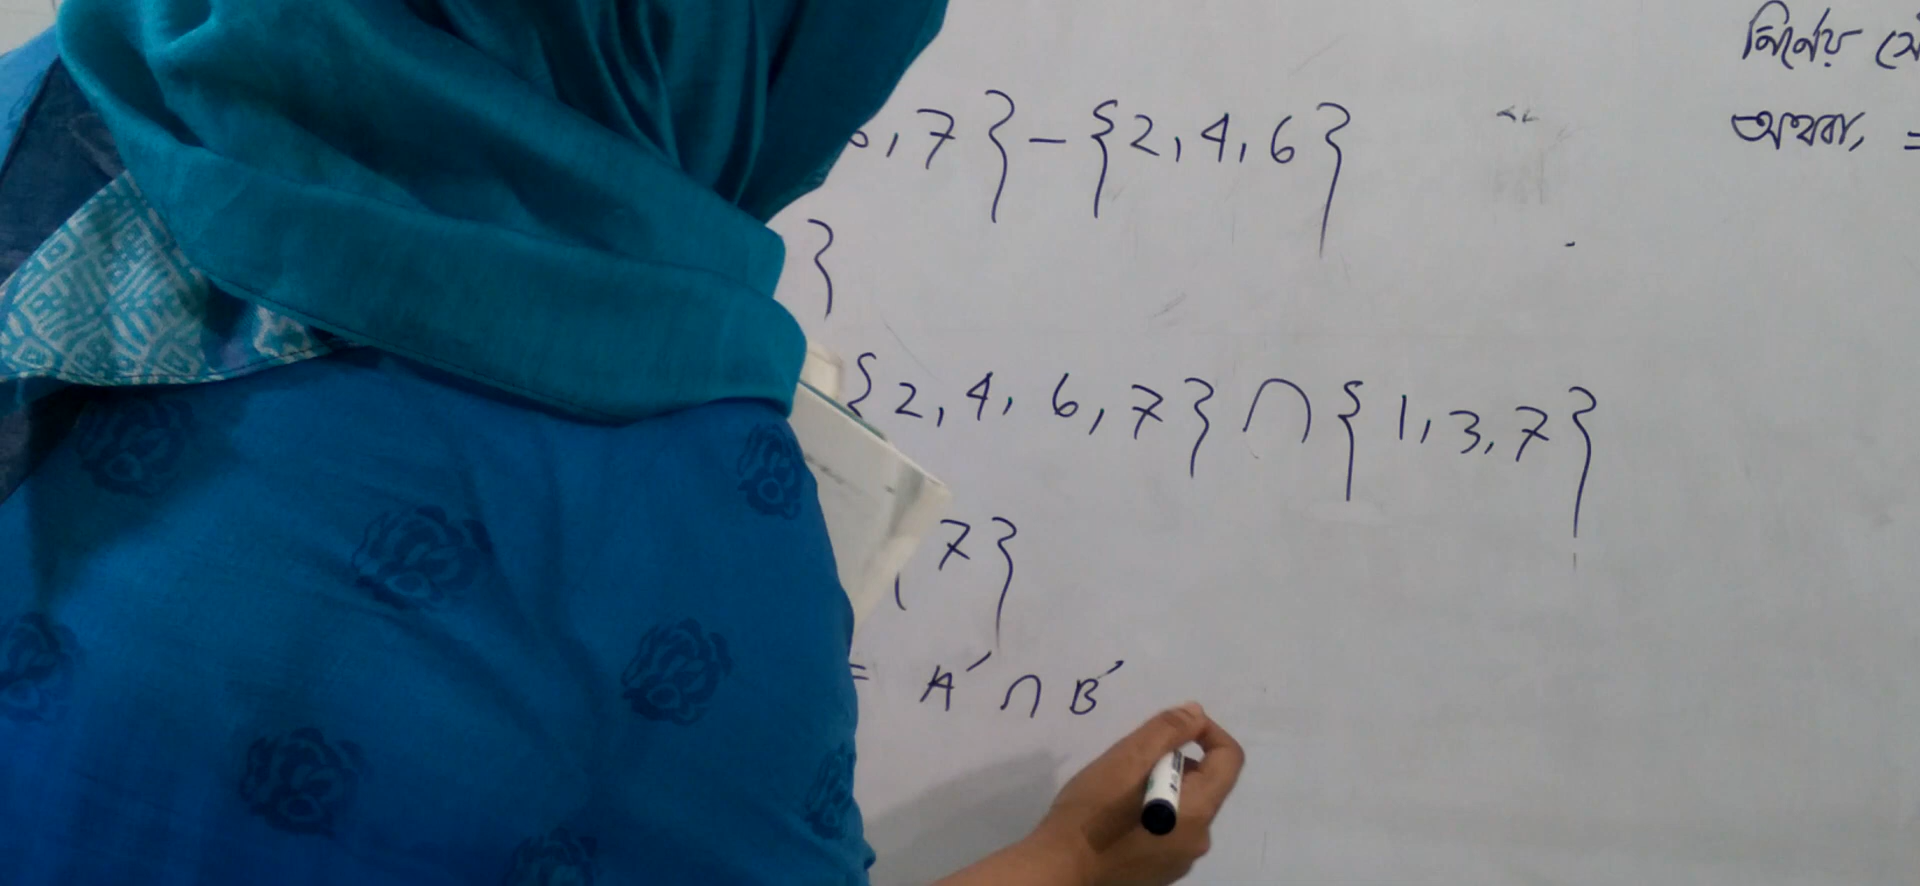 , 7 } - { 2, 4, 6 }
}
{ 2, 4, 6, 7 } ∩ { 1, 3, 7 }
, 7 }
= A′ ∩ B′
নির্ণেয়
অথবা, =